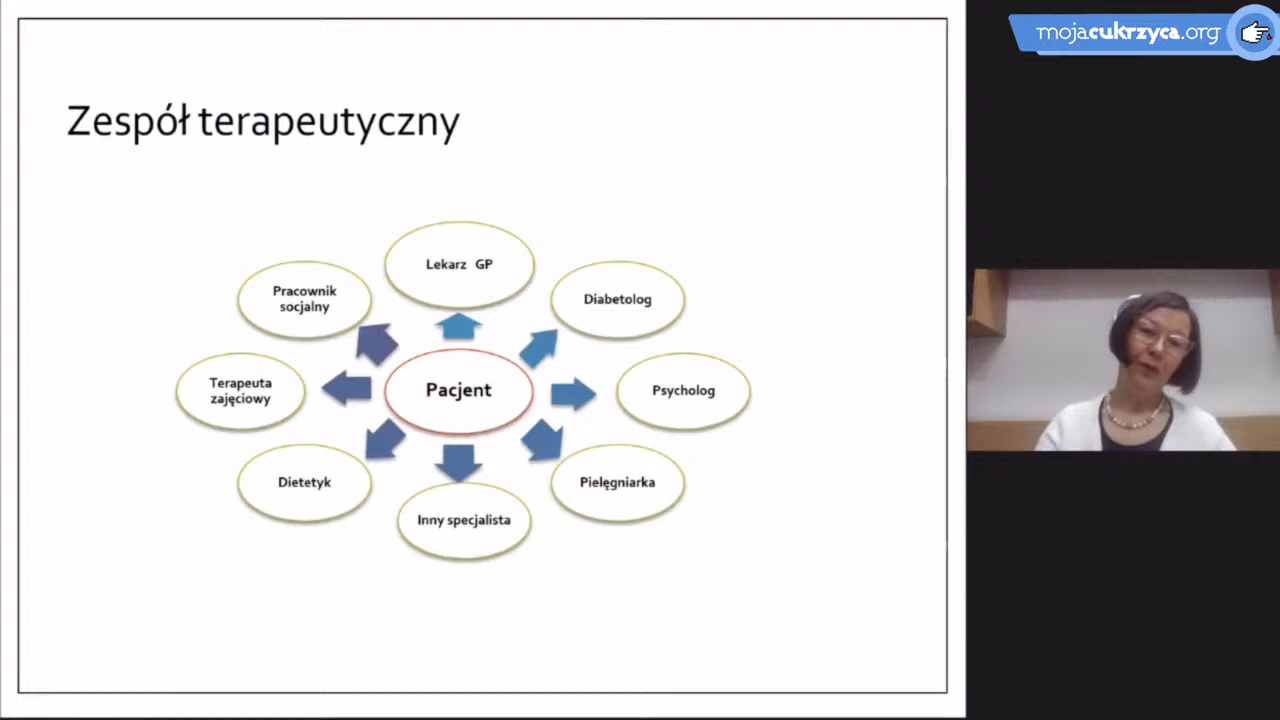 mojacukrzyca.org
Zespół terapeutyczny
Lekarz GP
Pracownik
socjalny
Diabetolog
Terapeuta
zajęciowy
Pacjent
Psycholog
Dietetyk
Pielęgniarka
Inny specjalista